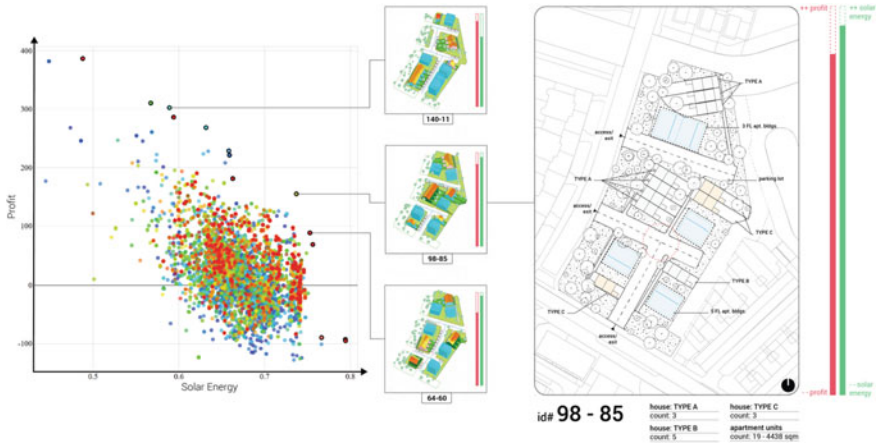 400
300
200
100
0
-100
Profit
0.5
0.6
0.7
0.8
Solar Energy
140-11
98-85
64-60
TYPE A
3 FL apt. bldgs.
access/
exit
TYPE A
parking lot
access/
exit
TYPE C
TYPE B
TYPE C
5 FL apt. bldgs.
access/
exit
++ profit
++ solar
energy
-- profit
-- solar
energy
id# 98 - 85
house: TYPE A
count: 3
house: TYPE C
count: 3
house: TYPE B
count: 5
apartment units
count: 19 - 4438 sqm